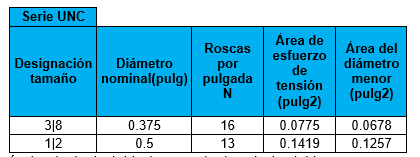 Serie UNC
Designación tamaño Diámetro nominal(pulg) Roscas por pulgada N Área de esfuerzo de tensión (pulg2) Área del diámetro menor (pulg2)
3|8 0.375 16 0.0775 0.0678
1|2 0.5 13 0.1419 0.1257